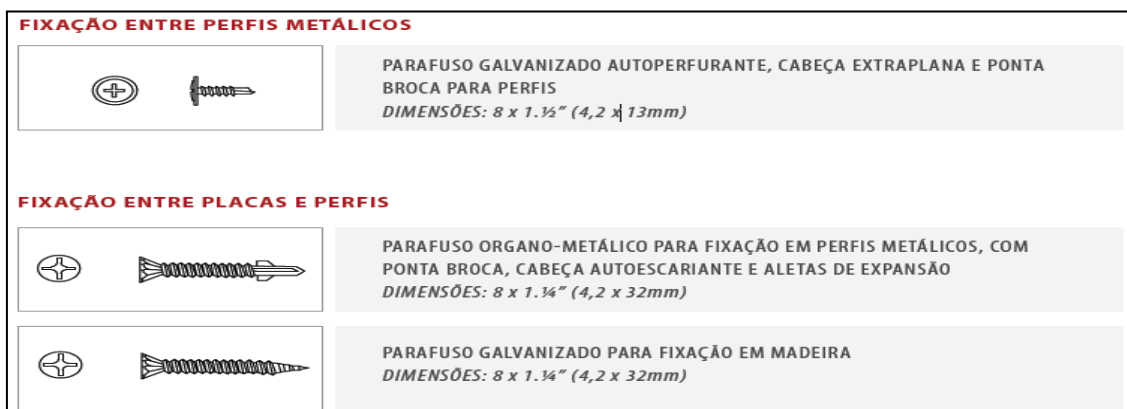 FIXAÇÃO ENTRE PERFIS METÁLICOS
PARAFUSO GALVANIZADO AUTOPERFURANTE, CABEÇA EXTRAPLANA E PONTA
BROCA PARA PERFIS
DIMENSÕES: 8 x 1.½″ (4,2 x 13mm)
FIXAÇÃO ENTRE PLACAS E PERFIS
PARAFUSO ORGANO-METÁLICO PARA FIXAÇÃO EM PERFIS METÁLICOS, COM
PONTA BROCA, CABEÇA AUTOESCARIANTE E ALETAS DE EXPANSÃO
DIMENSÕES: 8 x 1.¼″ (4,2 x 32mm)
PARAFUSO GALVANIZADO PARA FIXAÇÃO EM MADEIRA
DIMENSÕES: 8 x 1.¼″ (4,2 x 32mm)